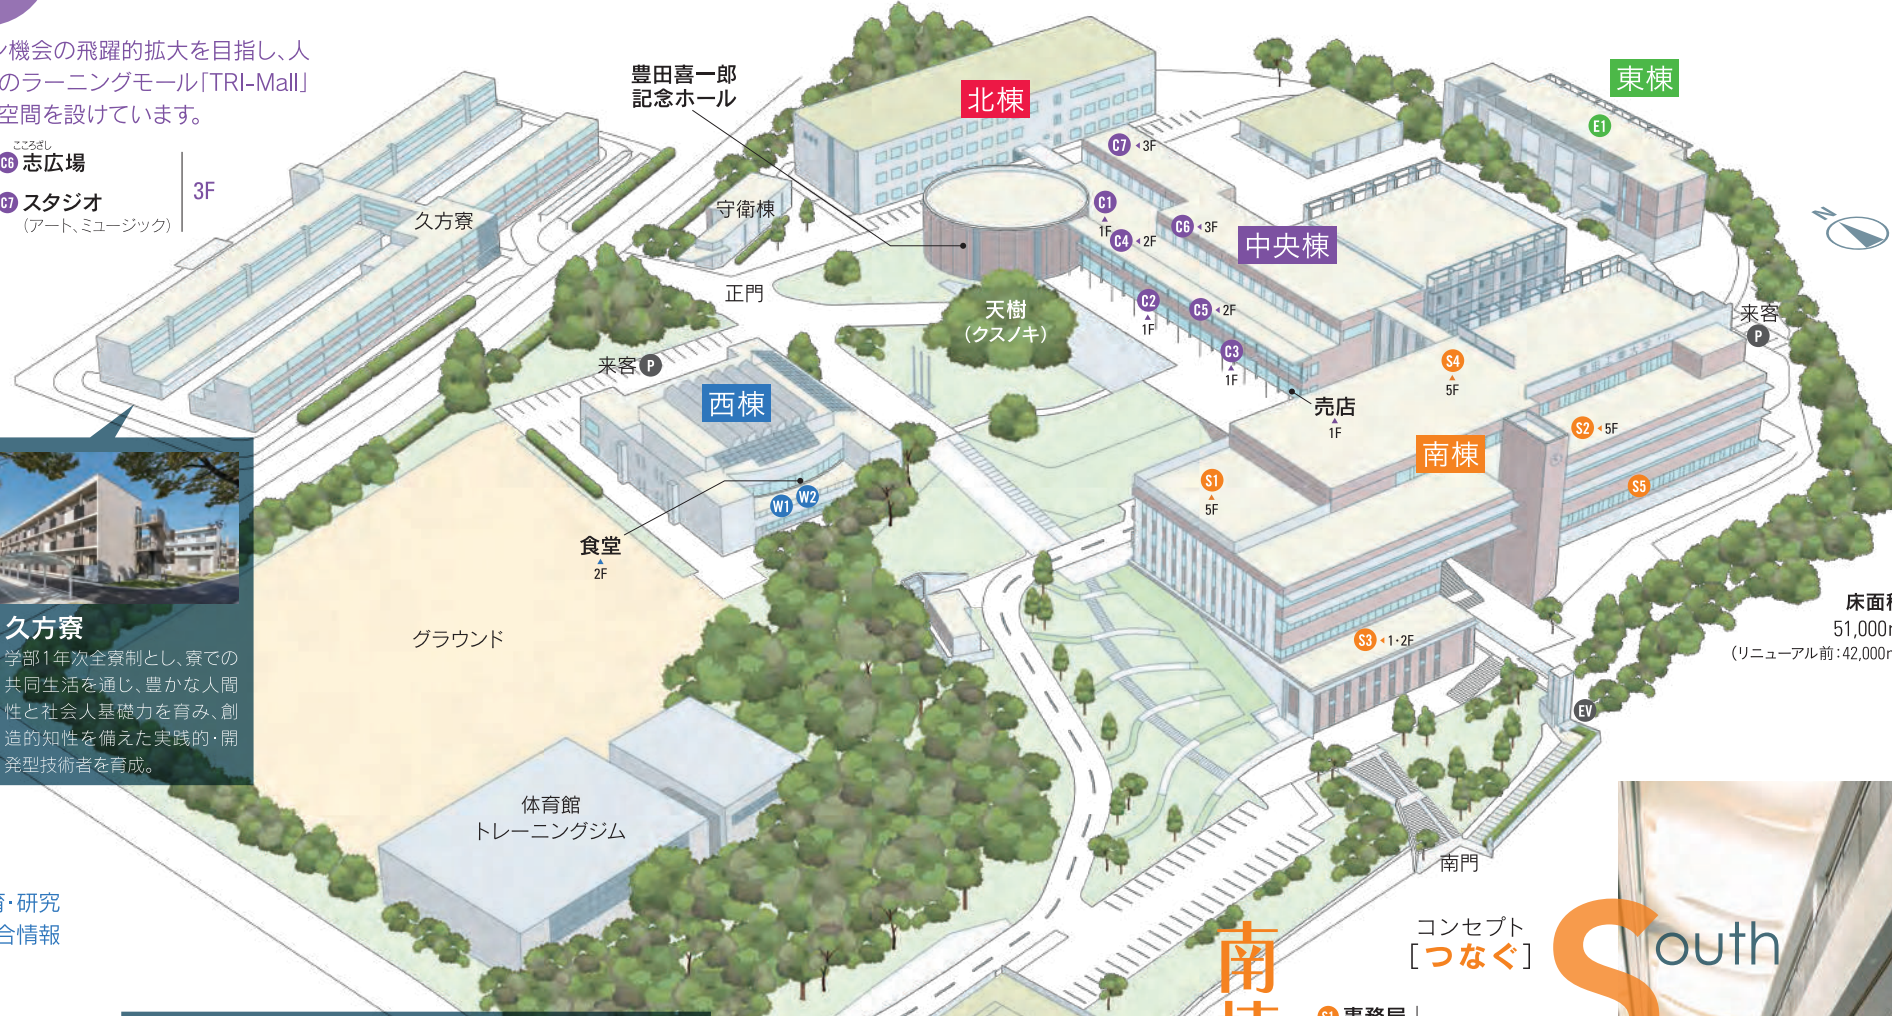 ン機会の飛躍的拡大を目指し、人
のラーニングモール「TRI-Mall」
空間を設けています。
こころざし
C6 志広場
C7 スタジオ
(アート、ミュージック)
3F
久方寮
豊田喜一郎
記念ホール
守衛棟
正門
北棟
東棟
E1
C7 3F
C1
1F
C4 2F
C6 3F
中央棟
N
天樹
(クスノキ)
C2
1F
C5 2F
C3
1F
売店
1F
来客 P
来客
P
西棟
W1 W2
食堂
2F
S4
5F
S2 5F
南棟
S1
5F
S5
S3 1・2F
EV
床面積
51,000m
(リニューアル前:42,000m
久方寮
学部1年次全寮制とし、寮での
共同生活を通じ、豊かな人間
性と社会人基礎力を育み、創
造的知性を備えた実践的・開
発型技術者を育成。
グラウンド
体育館
トレーニングジム
南門
育・研究
合情報
南棟
コンセプト
[つなぐ]
South
S1 事務局